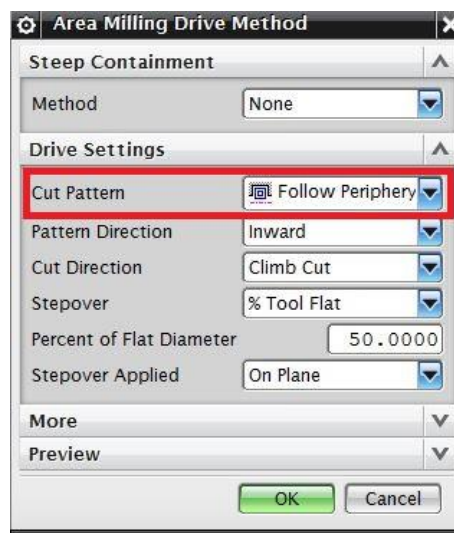 Area Milling Drive Method
Steep Containment
Method None
Drive Settings
Cut Pattern Follow Periphery
Pattern Direction Inward
Cut Direction Climb Cut
Stepover % Tool Flat
Percent of Flat Diameter 50.0000
Stepover Applied On Plane
More
Preview
OK Cancel